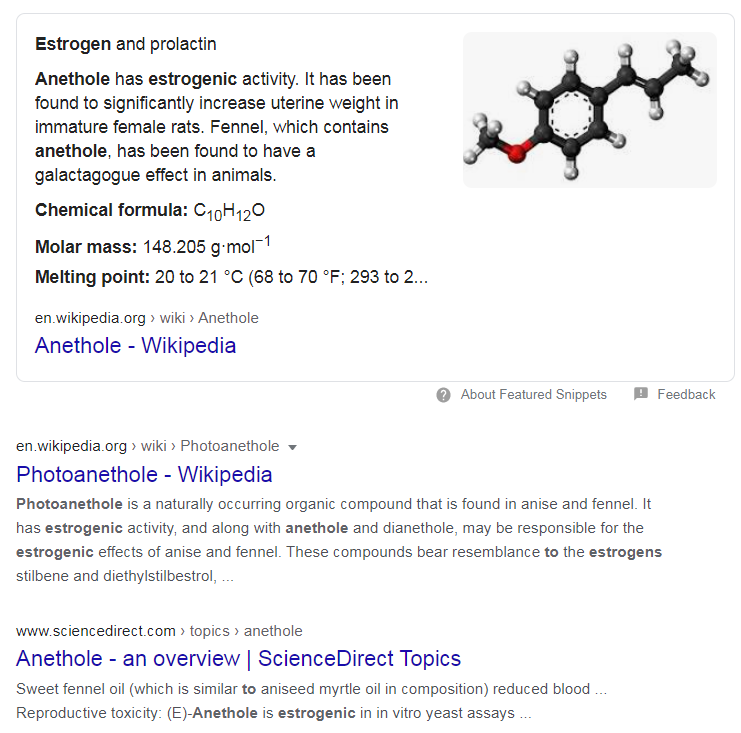 Estrogen and prolactin
Anethole has estrogenic activity. It has been
found to significantly increase uterine weight in
immature female rats. Fennel, which contains
anethole, has been found to have a
galactagogue effect in animals.
Chemical formula: C₁₀H₁₂O
Molar mass: 148.205 g·mol⁻¹
Melting point: 20 to 21 °C (68 to 70 °F; 293 to 2...
en.wikipedia.org › wiki › Anethole
Anethole - Wikipedia
About Featured Snippets
Feedback
en.wikipedia.org › wiki › Photoanethole
Photoanethole - Wikipedia
Photoanethole is a naturally occurring organic compound that is found in anise and fennel. It
has estrogenic activity, and along with anethole and dianethole, may be responsible for the
estrogenic effects of anise and fennel. These compounds bear resemblance to the estrogens
stilbene and diethylstilbestrol, ...
www.sciencedirect.com › topics › anethole
Anethole - an overview | ScienceDirect Topics
Sweet fennel oil (which is similar to aniseed myrtle oil in composition) reduced blood ...
Reproductive toxicity: (E)-Anethole is estrogenic in in vitro yeast assays ...